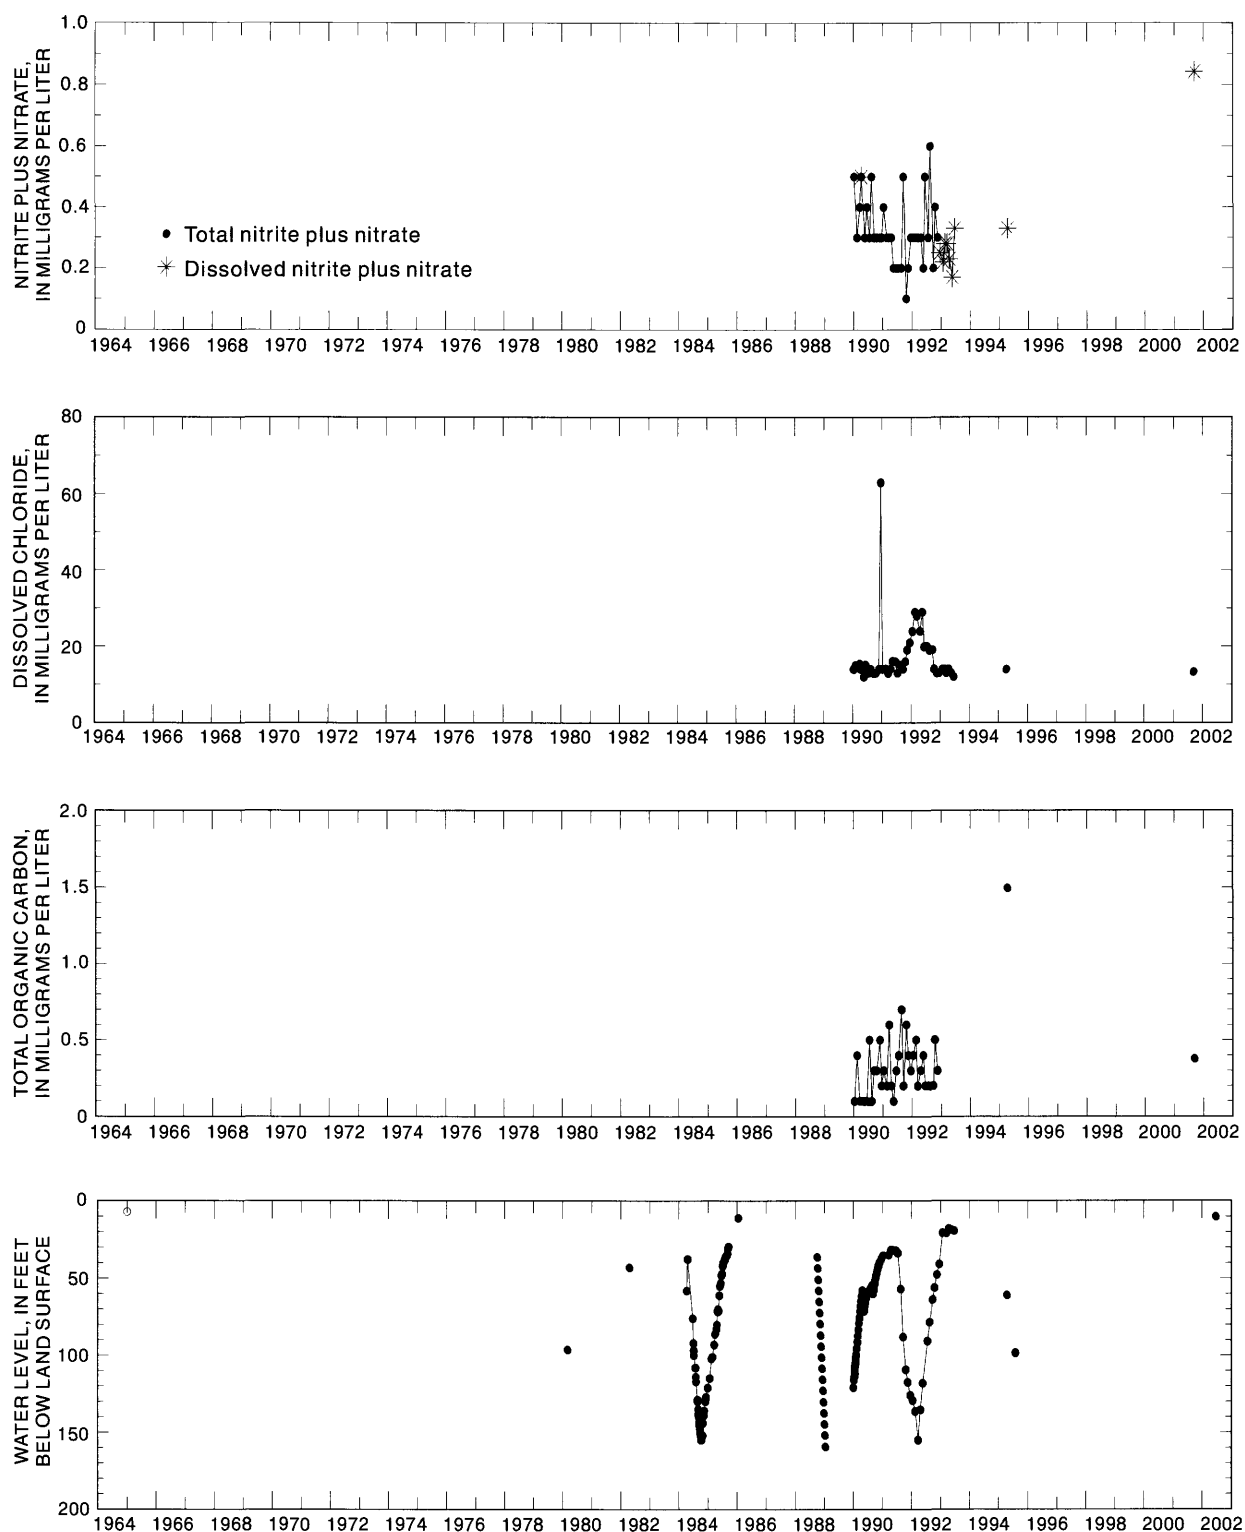 NITRITE PLUS NITRATE,
IN MILLIGRAMS PER LITER
1.0
0.8
0.6
0.4
0.2
0
Total nitrite plus nitrate
Dissolved nitrite plus nitrate
1964 1966 1968 1970 1972 1974 1976 1978 1980 1982 1984 1986 1988 1990 1992 1994 1996 1998 2000 2002
DISSOLVED CHLORIDE,
IN MILLIGRAMS PER LITER
80
60
40
20
0
1964 1966 1968 1970 1972 1974 1976 1978 1980 1982 1984 1986 1988 1990 1992 1994 1996 1998 2000 2002
TOTAL ORGANIC CARBON,
IN MILLIGRAMS PER LITER
2.0
1.5
1.0
0.5
0
1964 1966 1968 1970 1972 1974 1976 1978 1980 1982 1984 1986 1988 1990 1992 1994 1996 1998 2000 2002
WATER LEVEL, IN FEET
BELOW LAND SURFACE
0
50
100
150
200
1964 1966 1968 1970 1972 1974 1976 1978 1980 1982 1984 1986 1988 1990 1992 1994 1996 1998 2000 2002